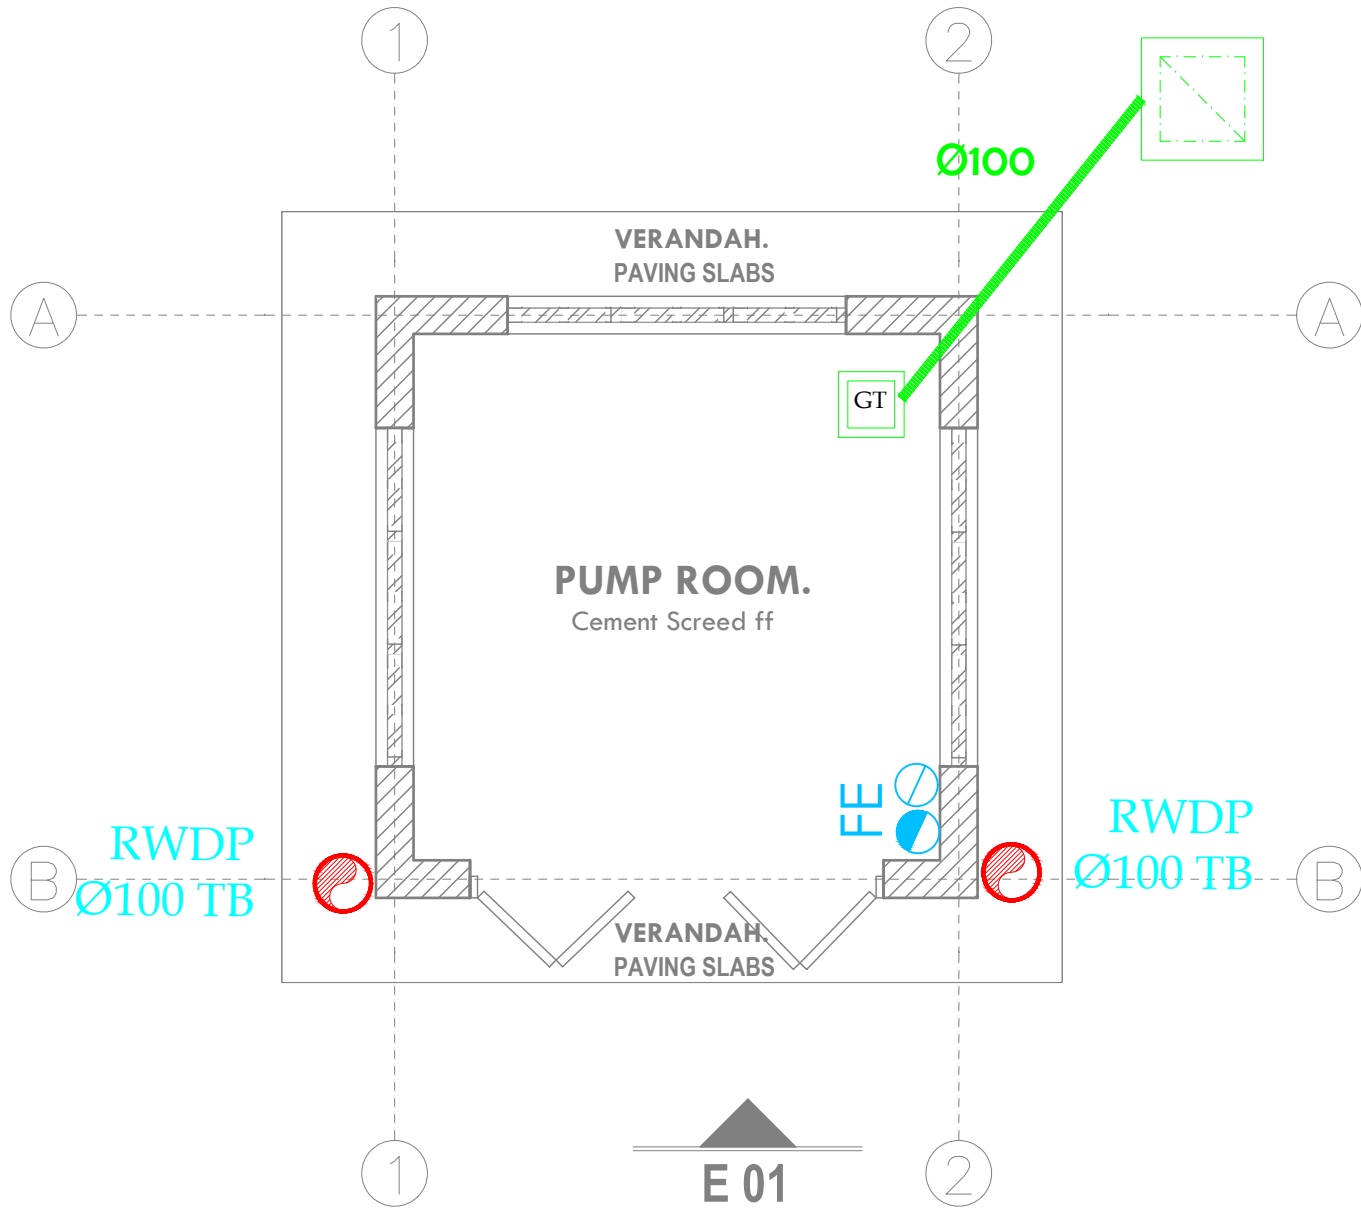 1
2
Ø100
VERANDAH.
PAVING SLABS
A
A
GT
PUMP ROOM.
Cement Screed ff
FE
RWDP
Ø100 TB
RWDP
Ø100 TB
B
B
VERANDAH.
PAVING SLABS
1
2
E 01